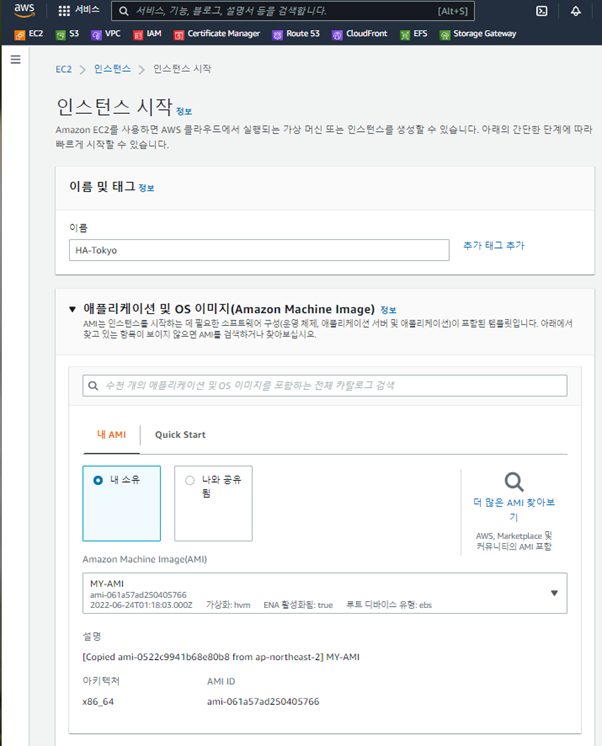 aws
서비스
서비스, 기능, 블로그, 설명서 등을 검색합니다.
[Alt+S]
EC2 S3 VPC IAM Certificate Manager Route 53 CloudFront EFS Storage Gateway
EC2 > 인스턴스 > 인스턴스 시작
인스턴스 시작 정보
Amazon EC2를 사용하면 AWS 클라우드에서 실행되는 가상 머신 또는 인스턴스를 생성할 수 있습니다. 아래의 간단한 단계에 따라
빠르게 시작할 수 있습니다.
이름 및 태그 정보
이름
HA-Tokyo
추가 태그 추가
▼ 애플리케이션 및 OS 이미지(Amazon Machine Image) 정보
AMI는 인스턴스를 시작하는 데 필요한 소프트웨어 구성(운영 체제, 애플리케이션 서버 및 애플리케이션)이 포함된 템플릿입니다. 아래에서
찾고 있는 항목이 보이지 않으면 AMI를 검색하거나 찾아보십시오.
수천 개의 애플리케이션 및 OS 이미지를 포함하는 전체 카탈로그 검색
내 AMI
Quick Start
내 소유
나와 공유
됨
더 많은 AMI 찾아보
기
AWS, Marketplace 및
커뮤니티의 AMI 포함
Amazon Machine Image(AMI)
MY-AMI
ami-061a57ad250405766
2022-06-24T01:18:03.000Z 가상화: hvm ENA 활성화됨: true 루트 디바이스 유형: ebs
설명
[Copied ami-0522c9941b68e80b8 from ap-northeast-2] MY-AMI
아키텍처 AMI ID
x86_64 ami-061a57ad250405766